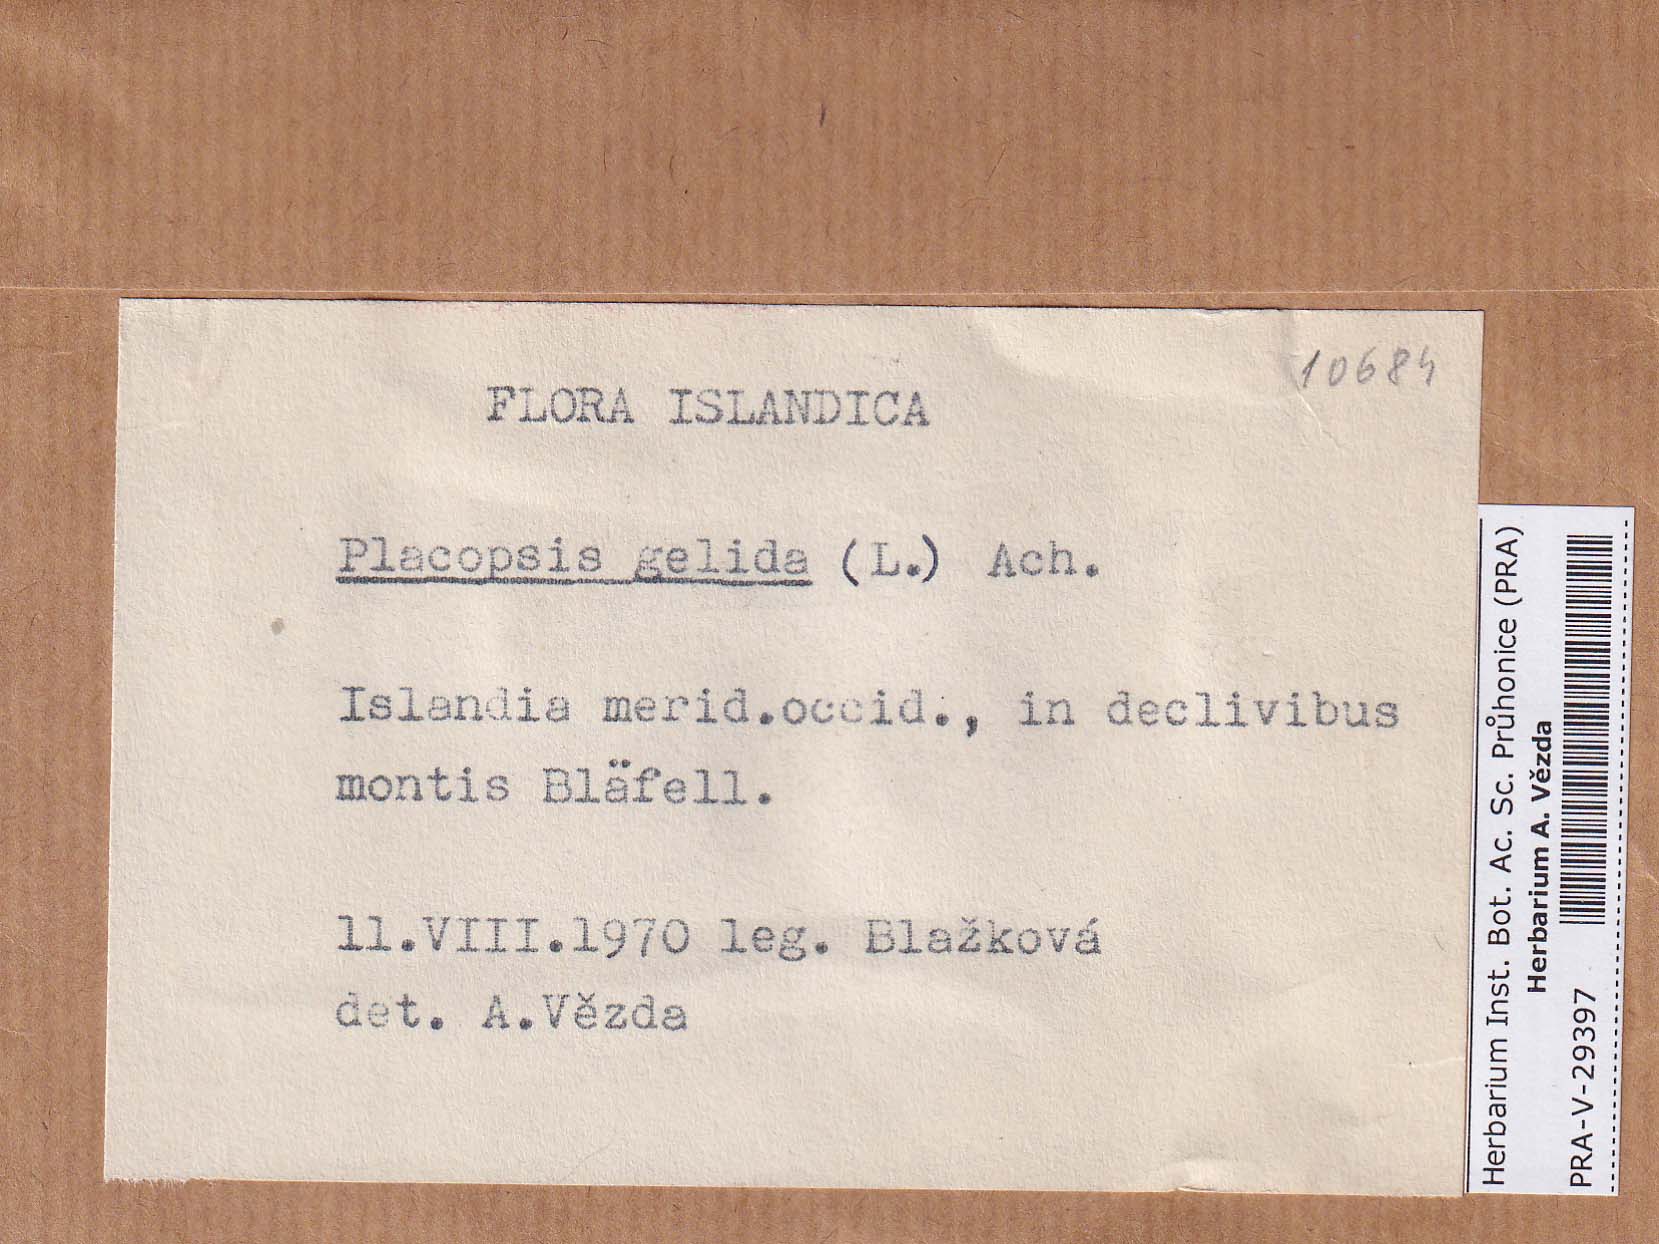 10684
FLORA ISLANDICA
Placopsis gelida (L.) Ach.
Islandia merid.occid., in declivibus
montis Bläfell.
11.VIII.1970 leg. Blažková
det. A.Vězda
Herbarium Inst. Bot. Ac. Sc. Průhonice (PRA)
Herbarium A. Vězda
PRA-V-29397